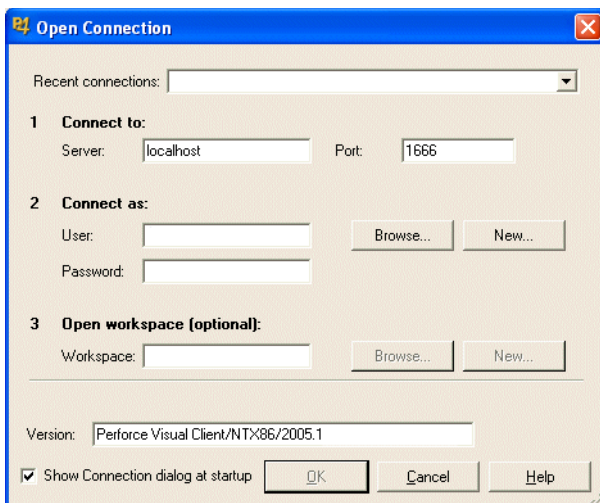 P4 Open Connection
Recent connections:
1 Connect to:
Server: localhost Port: 1666
2 Connect as:
User: Browse... New...
Password:
3 Open workspace (optional):
Workspace: Browse... New...
Version: Perforce Visual Client/NTX86/2005.1
Show Connection dialog at startup OK Cancel Help